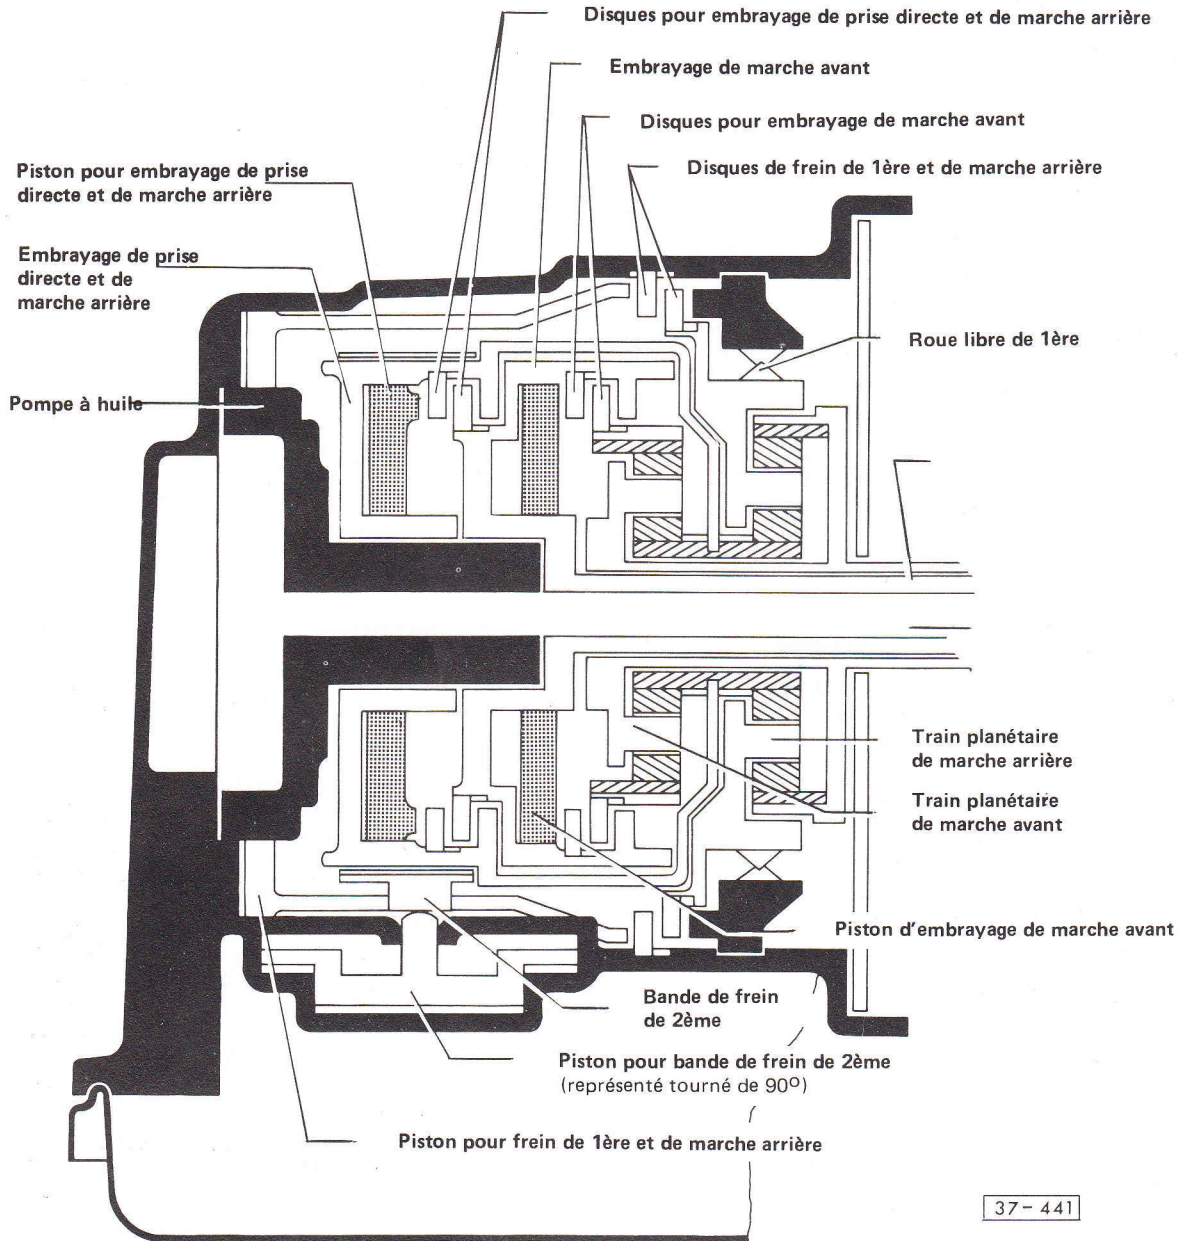 Disques pour embrayage de prise directe et de marche arrière
Embrayage de marche avant
Disques pour embrayage de marche avant
Disques de frein de 1ère et de marche arrière
Piston pour embrayage de prise
directe et de marche arrière
Embrayage de prise
directe et de
marche arrière
Roue libre de 1ère
Pompe à huile
Train planétaire
de marche arrière
Train planétaire
de marche avant
Piston d'embrayage de marche avant
Bande de frein
de 2ème
Piston pour bande de frein de 2ème
(représenté tourné de 90º)
Piston pour frein de 1ère et de marche arrière
37-441